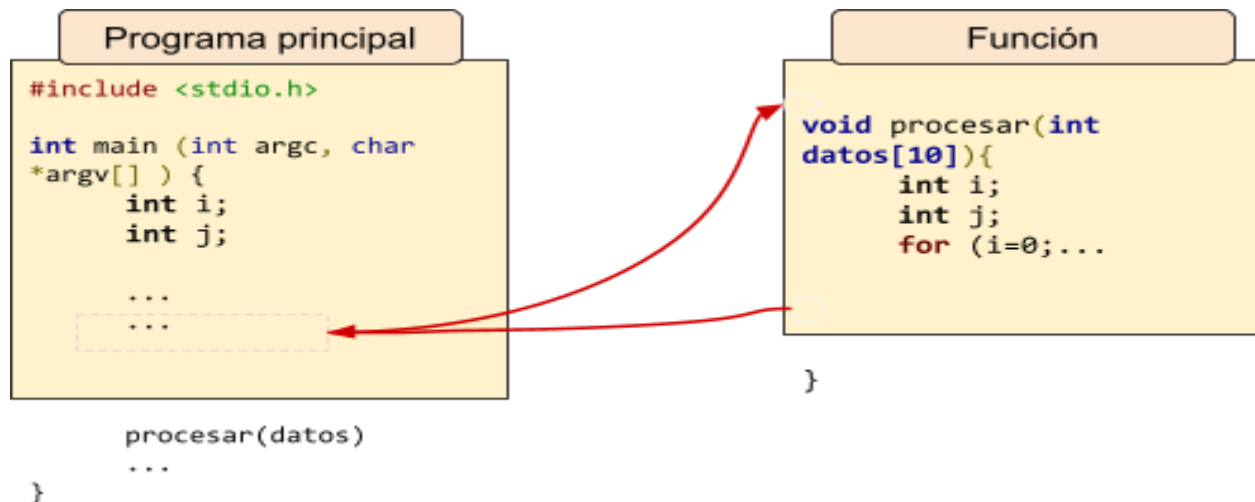 Programa principal
#include <stdio.h>
int main (int argc, char
*argv[] ) {
int i;
int j;
...
...
procesar(datos)
...
}
Función
void procesar(int
datos[10]){
int i;
int j;
for (i=0;...
}